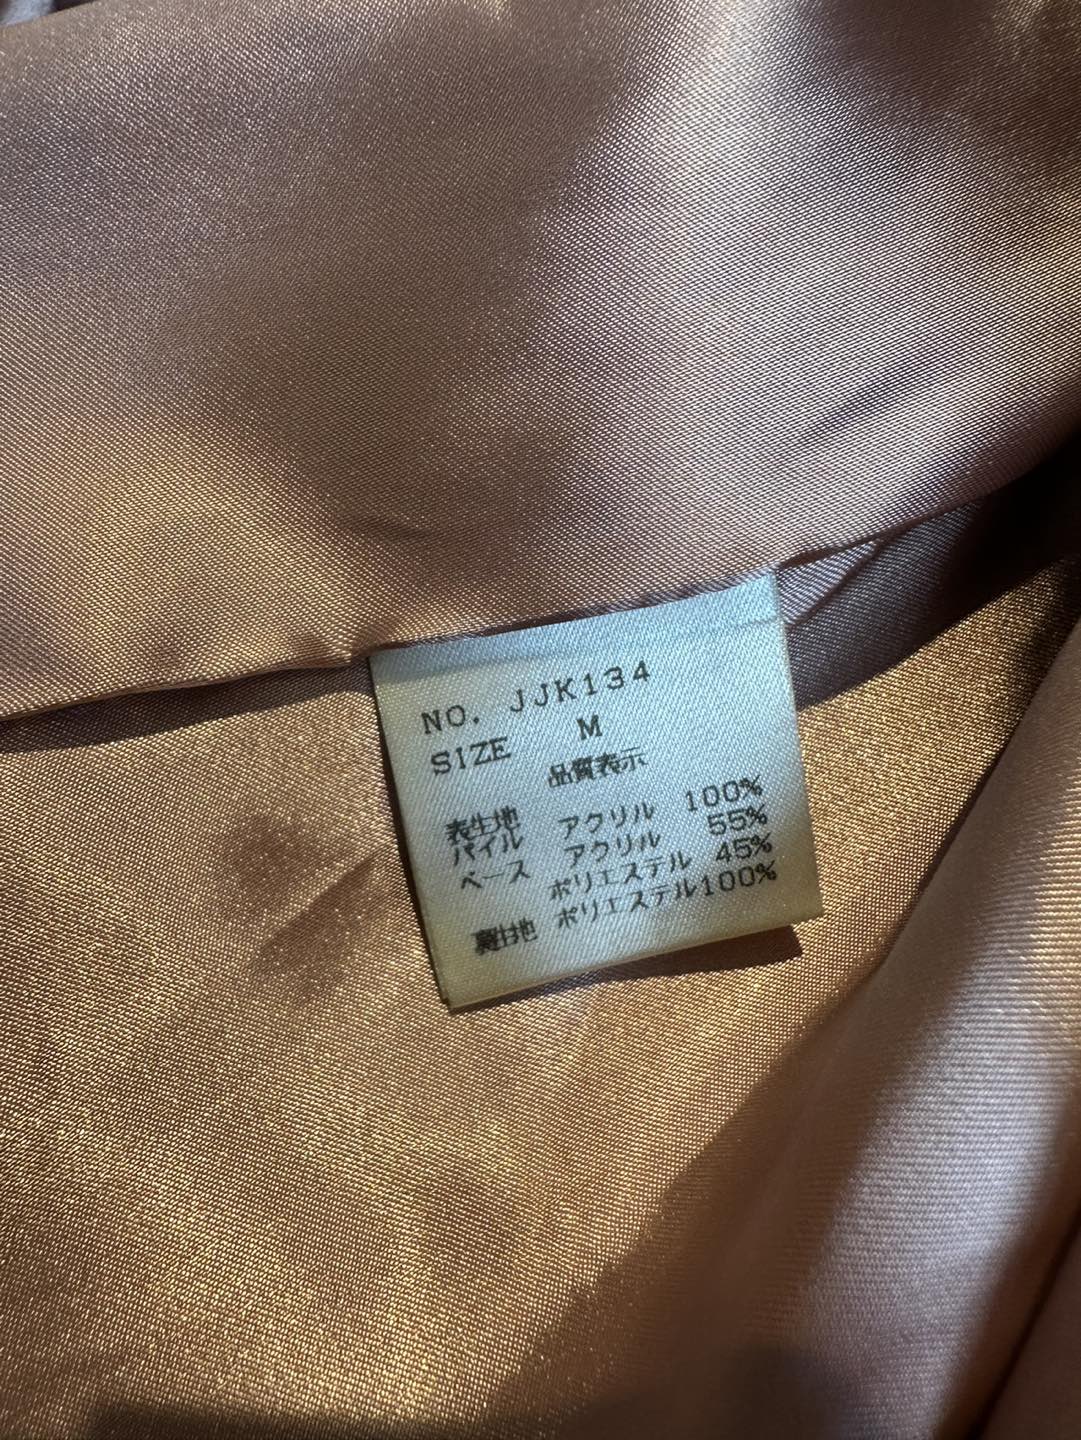 NO. JJK134
SIZE M
品質表示
表生地
パイル アクリル 100%
ベース アクリル 55%
ポリエステル 45%
裏生地 ポリエステル100%